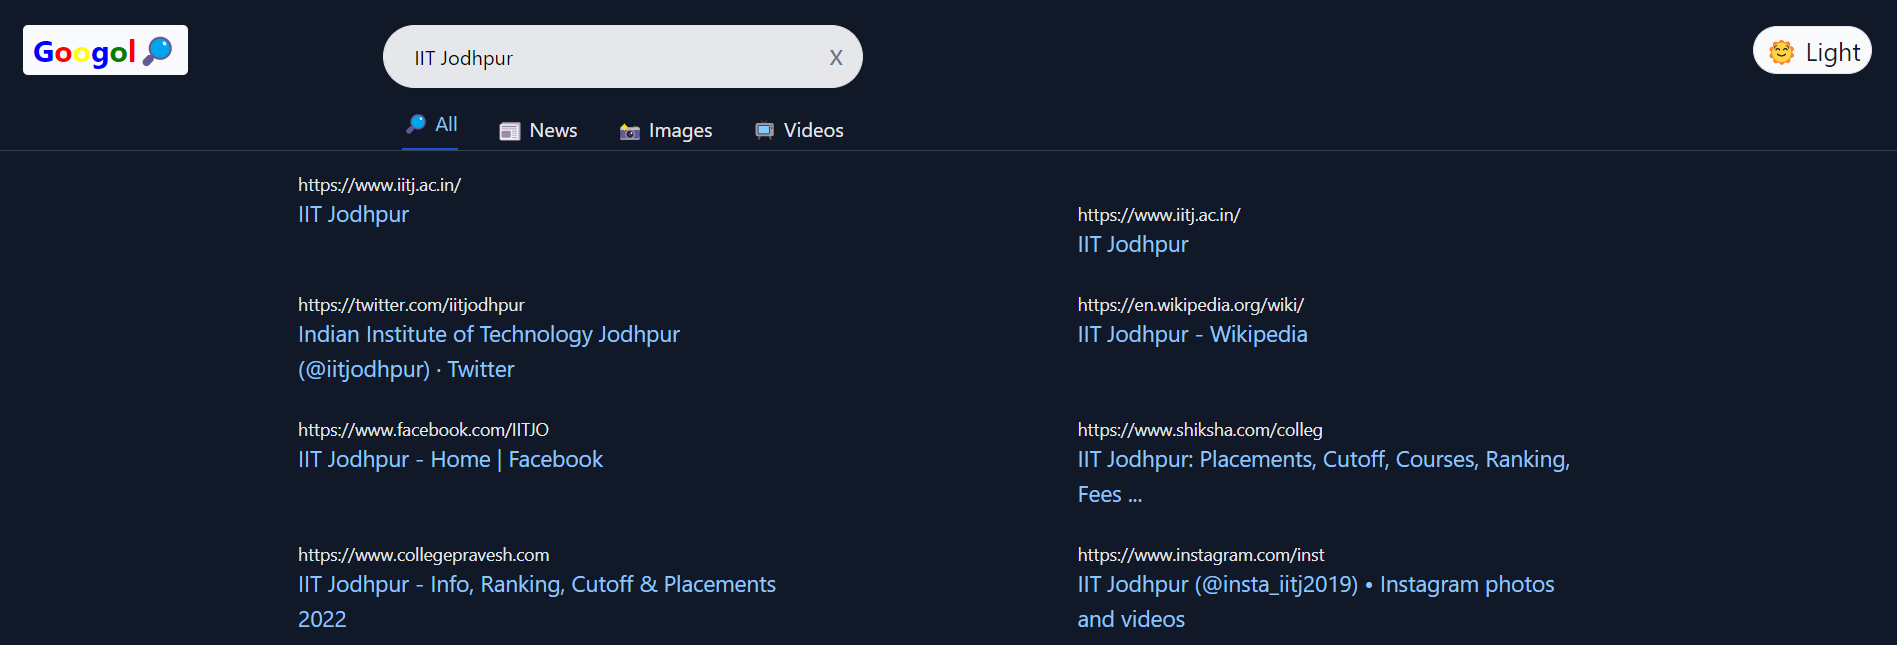 Googol
IIT Jodhpur X
Light
All News Images Videos
https://www.iitj.ac.in/
IIT Jodhpur
https://www.iitj.ac.in/
IIT Jodhpur
https://twitter.com/iitjodhpur
Indian Institute of Technology Jodhpur
(@iitjodhpur) · Twitter
https://en.wikipedia.org/wiki/
IIT Jodhpur - Wikipedia
https://www.facebook.com/IITJO
IIT Jodhpur - Home | Facebook
https://www.shiksha.com/colleg
IIT Jodhpur: Placements, Cutoff, Courses, Ranking,
Fees ...
https://www.collegepravesh.com
IIT Jodhpur - Info, Ranking, Cutoff & Placements
2022
https://www.instagram.com/inst
IIT Jodhpur (@insta_iitj2019) • Instagram photos
and videos